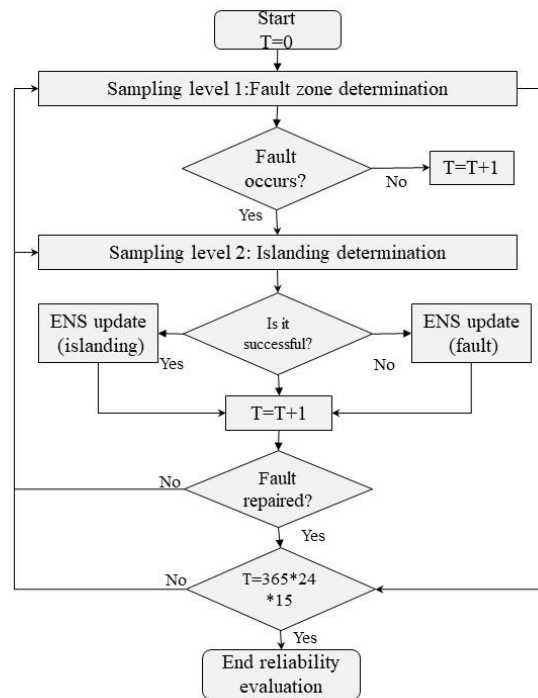 Start
T=0
Sampling level 1:Fault zone determination
Fault
occurs?
No
T=T+1
Yes
Sampling level 2: Islanding determination
ENS update
(islanding)
Yes
Is it
successful?
No
ENS update
(fault)
T=T+1
No
Fault
repaired?
Yes
No
T=365*24
*15
Yes
End reliability
evaluation